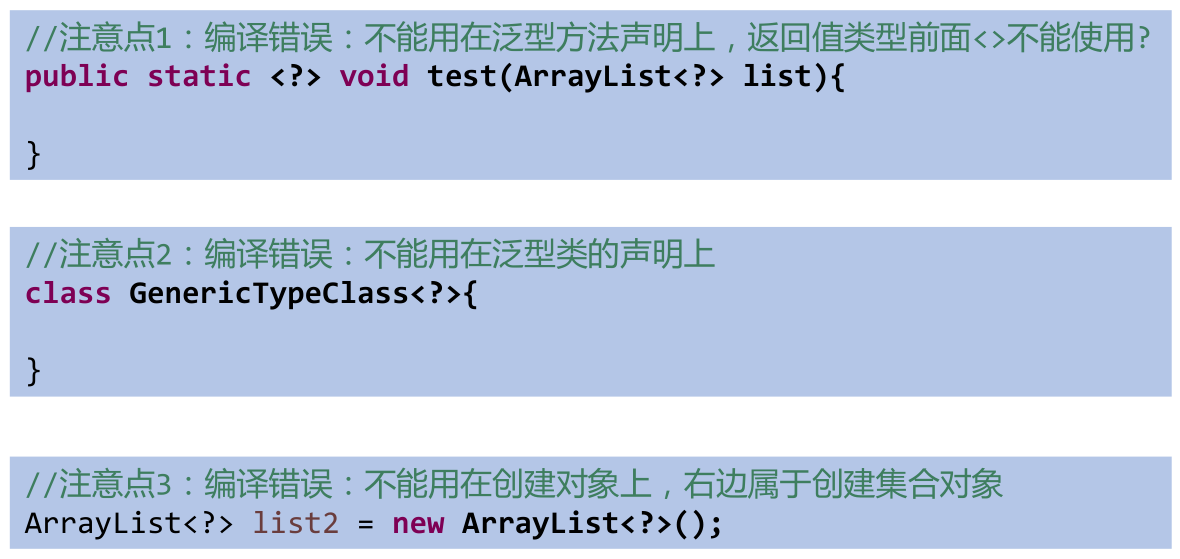 //注意点1：编译错误：不能用在泛型方法声明上，返回值类型前面<>不能使用?
public static <?> void test(ArrayList<?> list){
}
//注意点2：编译错误：不能用在泛型类的声明上
class GenericTypeClass<?>{
}
//注意点3：编译错误：不能用在创建对象上，右边属于创建集合对象
ArrayList<?> list2 = new ArrayList<?>();